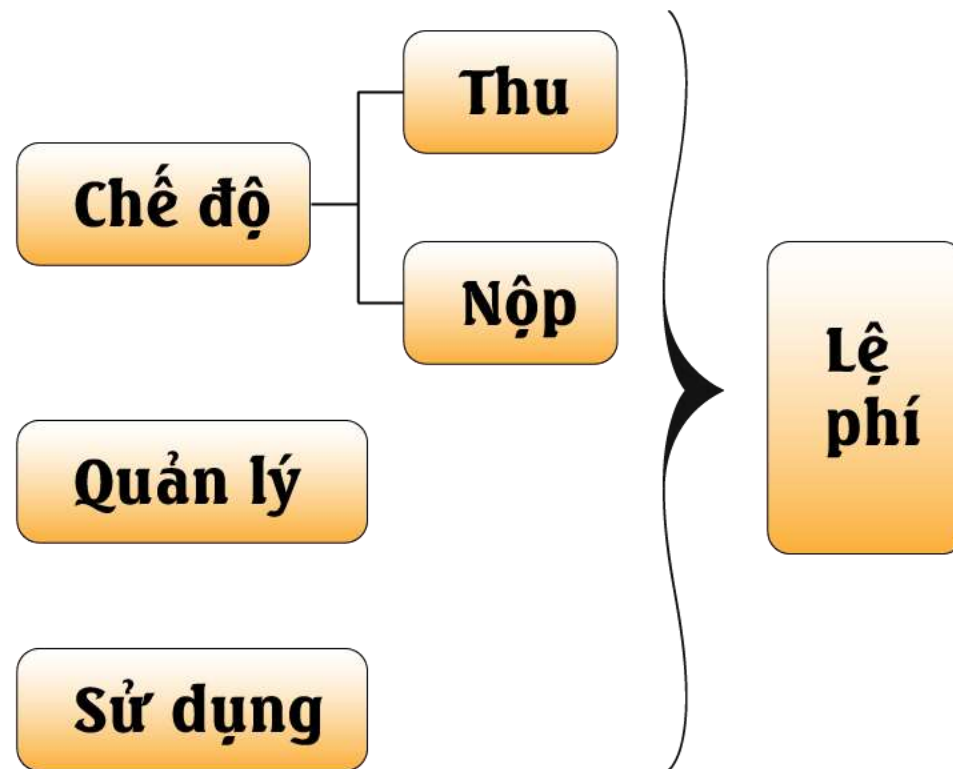 Thu
Chế độ
Nộp
Lệ
phí
Quản lý
Sử dụng